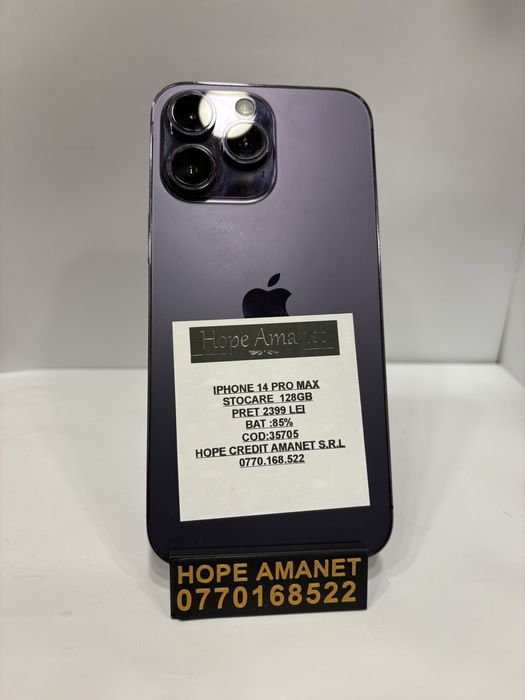 Hope Amanet
IPHONE 14 PRO MAX
STOCARE 128GB
PRET 2399 LEI
BAT :85%
COD:35705
HOPE CREDIT AMANET S.R.L
0770.168.522
HOPE AMANET
0770168522